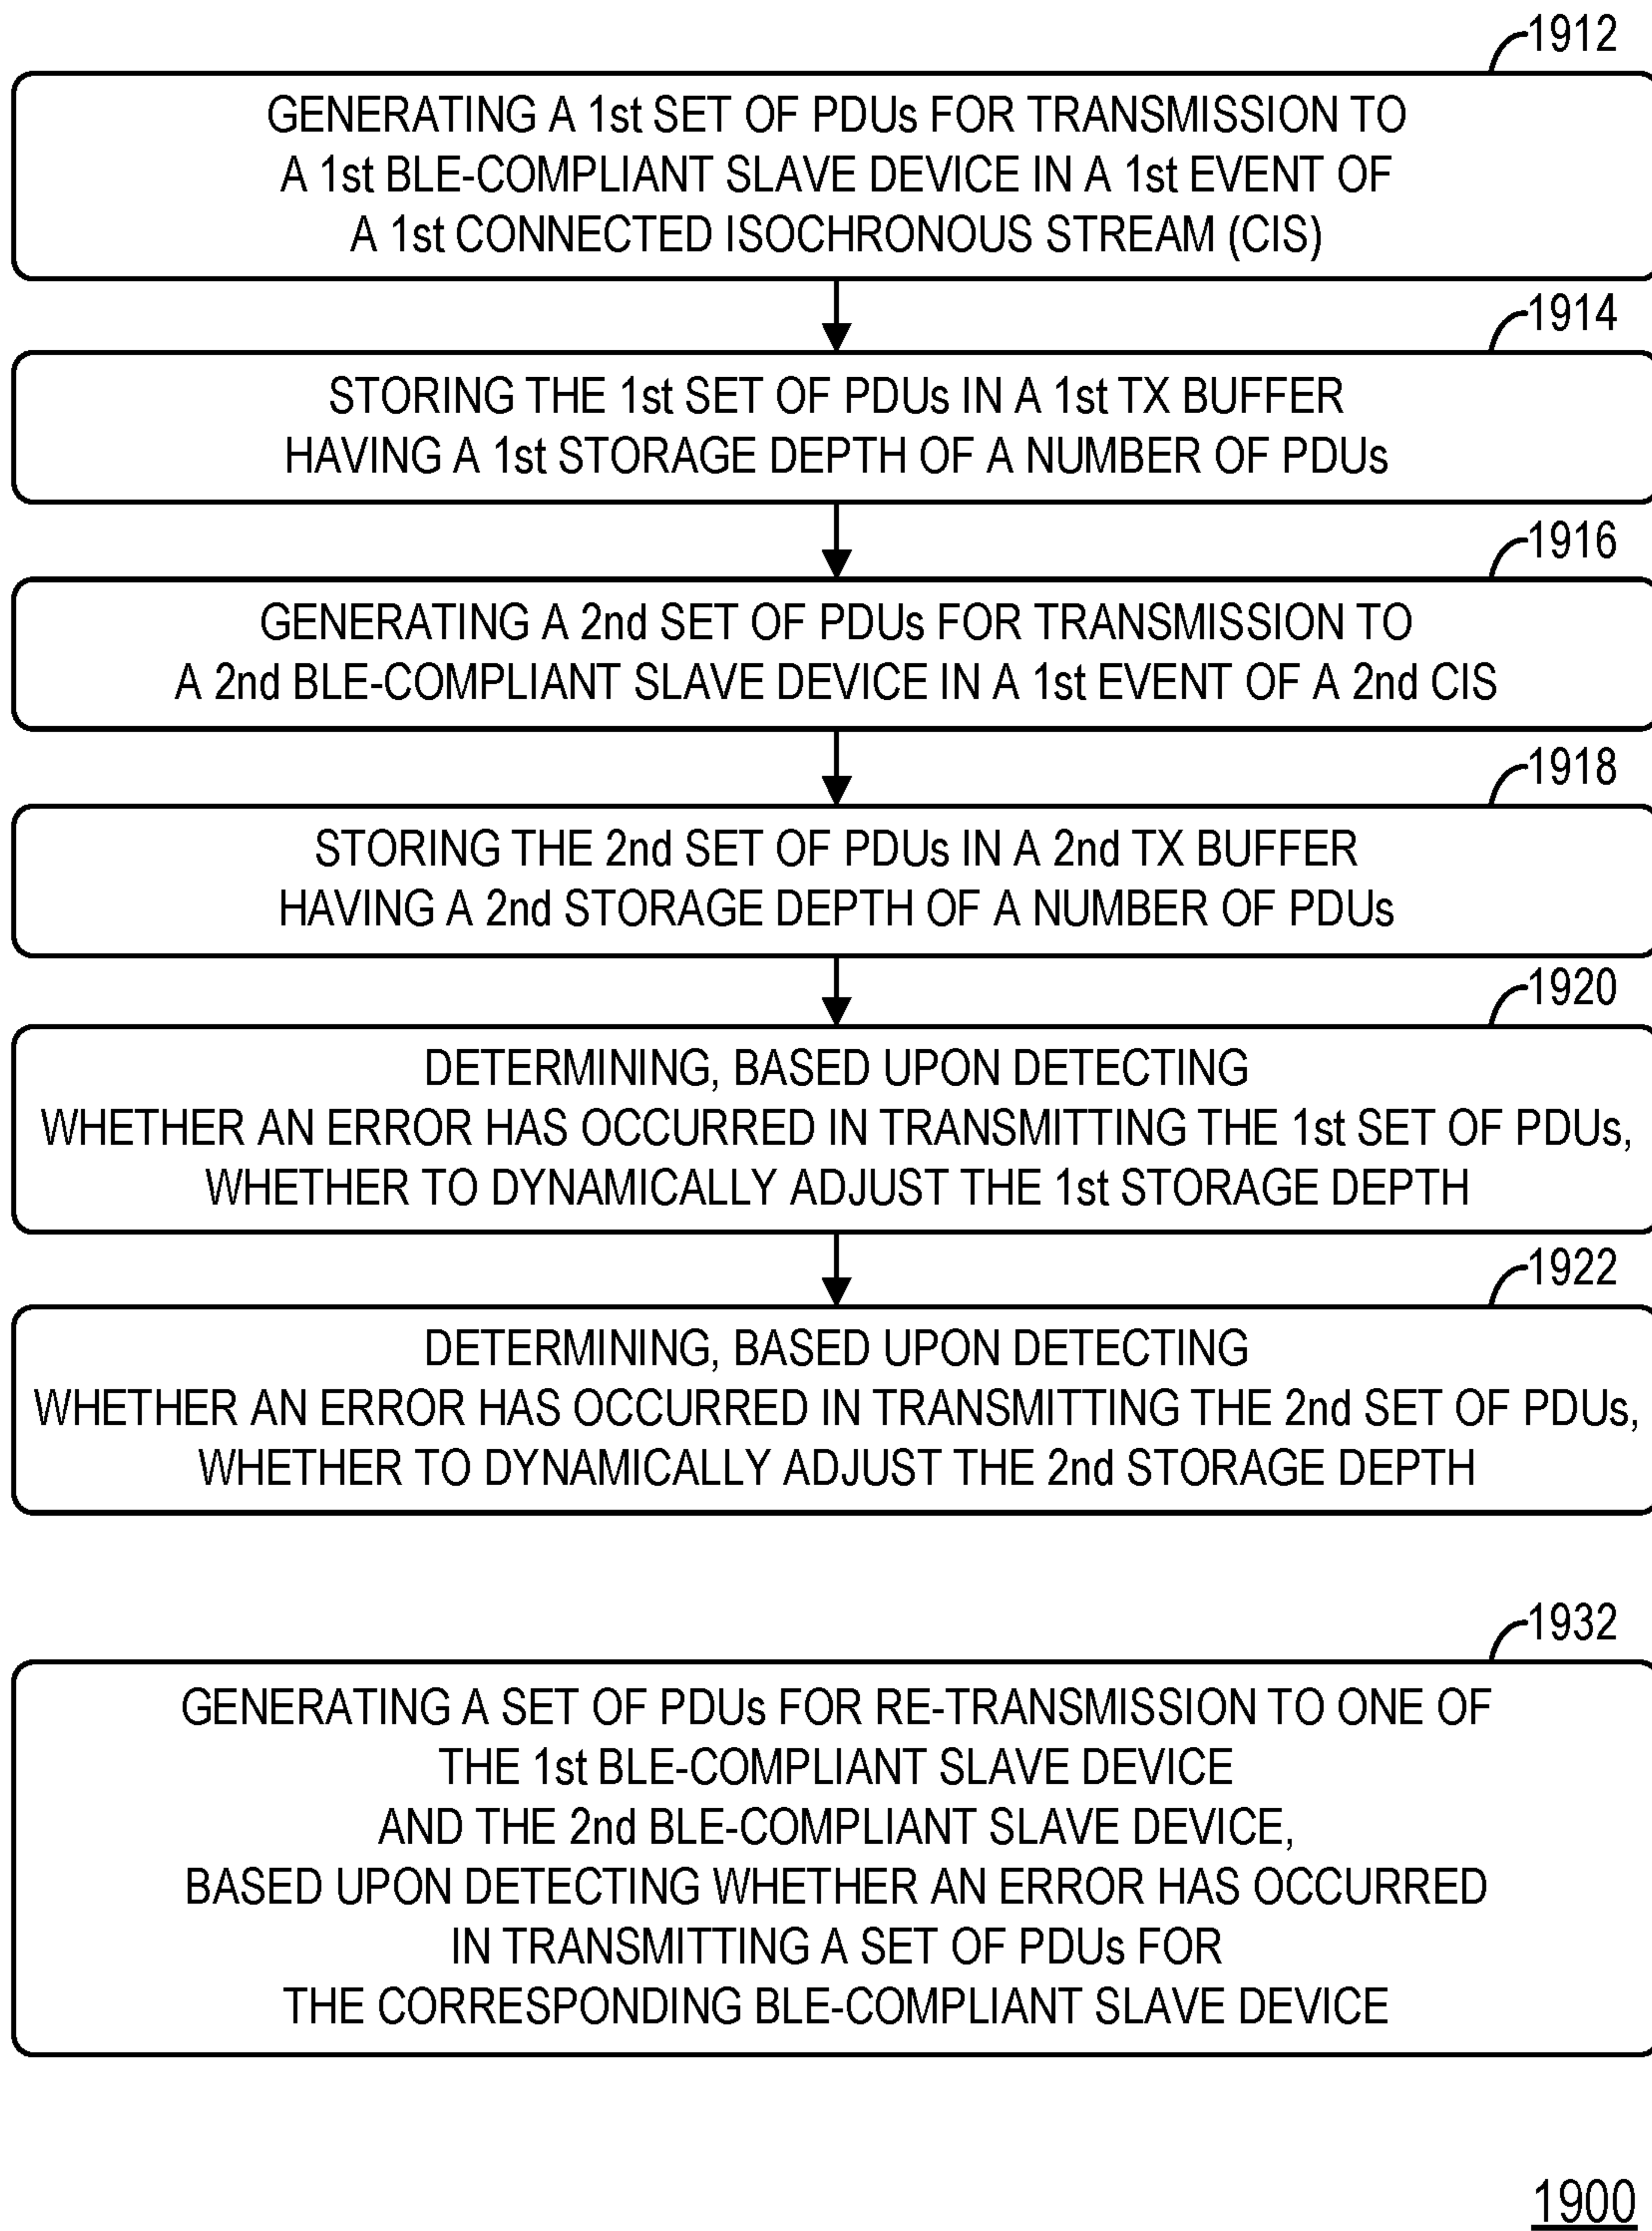 1912
GENERATING A 1st SET OF PDUs FOR TRANSMISSION TO
A 1st BLE-COMPLIANT SLAVE DEVICE IN A 1st EVENT OF
A 1st CONNECTED ISOCHRONOUS STREAM (CIS)
1914
STORING THE 1st SET OF PDUs IN A 1st TX BUFFER
HAVING A 1st STORAGE DEPTH OF A NUMBER OF PDUs
1916
GENERATING A 2nd SET OF PDUs FOR TRANSMISSION TO
A 2nd BLE-COMPLIANT SLAVE DEVICE IN A 1st EVENT OF A 2nd CIS
1918
STORING THE 2nd SET OF PDUs IN A 2nd TX BUFFER
HAVING A 2nd STORAGE DEPTH OF A NUMBER OF PDUs
1920
DETERMINING, BASED UPON DETECTING
WHETHER AN ERROR HAS OCCURRED IN TRANSMITTING THE 1st SET OF PDUs,
WHETHER TO DYNAMICALLY ADJUST THE 1st STORAGE DEPTH
1922
DETERMINING, BASED UPON DETECTING
WHETHER AN ERROR HAS OCCURRED IN TRANSMITTING THE 2nd SET OF PDUs,
WHETHER TO DYNAMICALLY ADJUST THE 2nd STORAGE DEPTH
1932
GENERATING A SET OF PDUs FOR RE-TRANSMISSION TO ONE OF
THE 1st BLE-COMPLIANT SLAVE DEVICE
AND THE 2nd BLE-COMPLIANT SLAVE DEVICE,
BASED UPON DETECTING WHETHER AN ERROR HAS OCCURRED
IN TRANSMITTING A SET OF PDUs FOR
THE CORRESPONDING BLE-COMPLIANT SLAVE DEVICE
1900